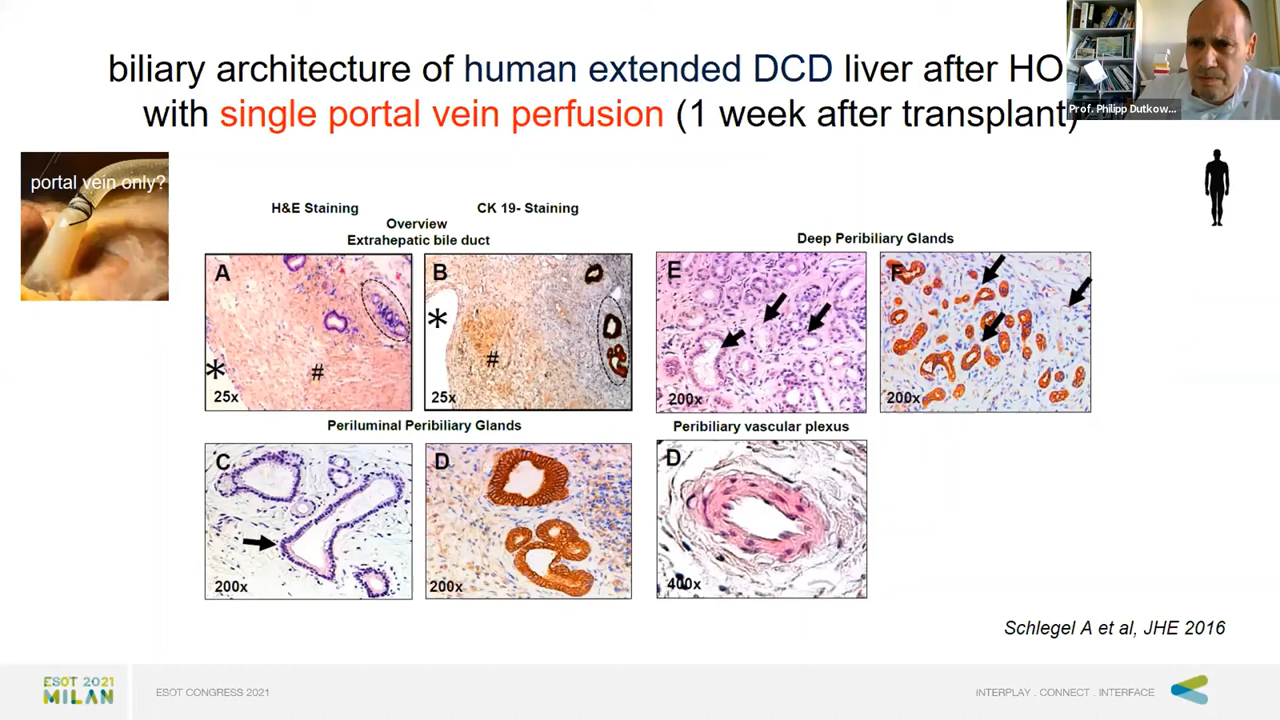 biliary architecture of human extended DCD liver after HO
with single portal vein perfusion (1 week after transplant)
Prof. Philipp Dutkow...
portal vein only?
H&E Staining
CK 19- Staining
Overview
Extrahepatic bile duct
Deep Peribiliary Glands
A
*
#
25x
B
*
#
25x
E
200x
F
200x
Periluminal Peribiliary Glands
Peribiliary vascular plexus
C
200x
D
200x
D
400x
Schlegel A et al, JHE 2016
ESOT 2021
MILAN
ESOT CONGRESS 2021
INTERPLAY . CONNECT . INTERFACE